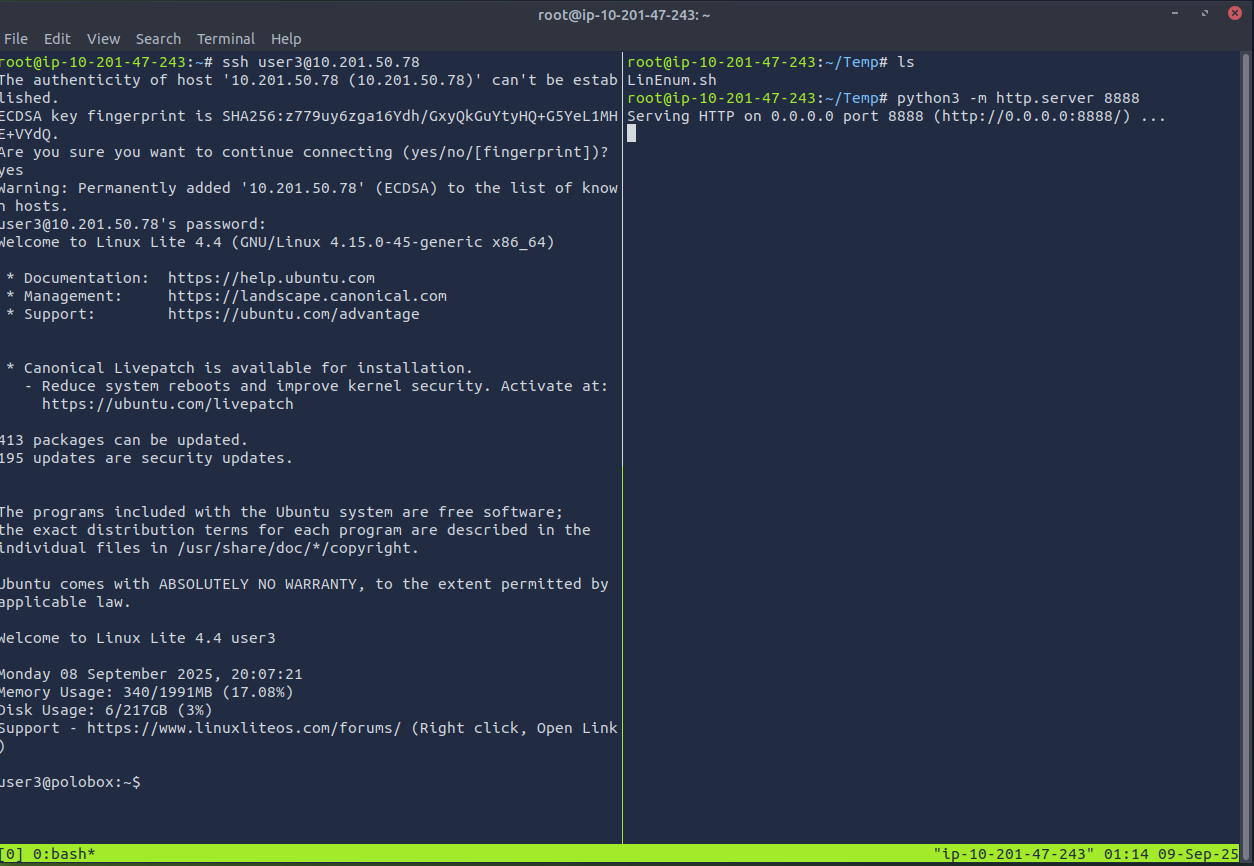 root@ip-10-201-47-243: ~
File Edit View Search Terminal Help
root@ip-10-201-47-243:~# ssh user3@10.201.50.78
The authenticity of host '10.201.50.78 (10.201.50.78)' can't be estab
lished.
ECDSA key fingerprint is SHA256:z779uy6zga16Ydh/GxyQkGuYtyHQ+G5YeL1MH
E+VYdQ.
Are you sure you want to continue connecting (yes/no/[fingerprint])?
yes
Warning: Permanently added '10.201.50.78' (ECDSA) to the list of know
n hosts.
user3@10.201.50.78's password:
Welcome to Linux Lite 4.4 (GNU/Linux 4.15.0-45-generic x86_64)
* Documentation:  https://help.ubuntu.com
* Management:     https://landscape.canonical.com
* Support:        https://ubuntu.com/advantage
* Canonical Livepatch is available for installation.
- Reduce system reboots and improve kernel security. Activate at:
https://ubuntu.com/livepatch
413 packages can be updated.
195 updates are security updates.
The programs included with the Ubuntu system are free software;
the exact distribution terms for each program are described in the
individual files in /usr/share/doc/*/copyright.
Ubuntu comes with ABSOLUTELY NO WARRANTY, to the extent permitted by
applicable law.
Welcome to Linux Lite 4.4 user3
Monday 08 September 2025, 20:07:21
Memory Usage: 340/1991MB (17.08%)
Disk Usage: 6/217GB (3%)
Support - https://www.linuxliteos.com/forums/ (Right click, Open Link
)
user3@polobox:~$
root@ip-10-201-47-243:~/Temp# ls
LinEnum.sh
root@ip-10-201-47-243:~/Temp# python3 -m http.server 8888
Serving HTTP on 0.0.0.0 port 8888 (http://0.0.0.0:8888/) ...
[0] 0:bash*
"ip-10-201-47-243" 01:14 09-Sep-25